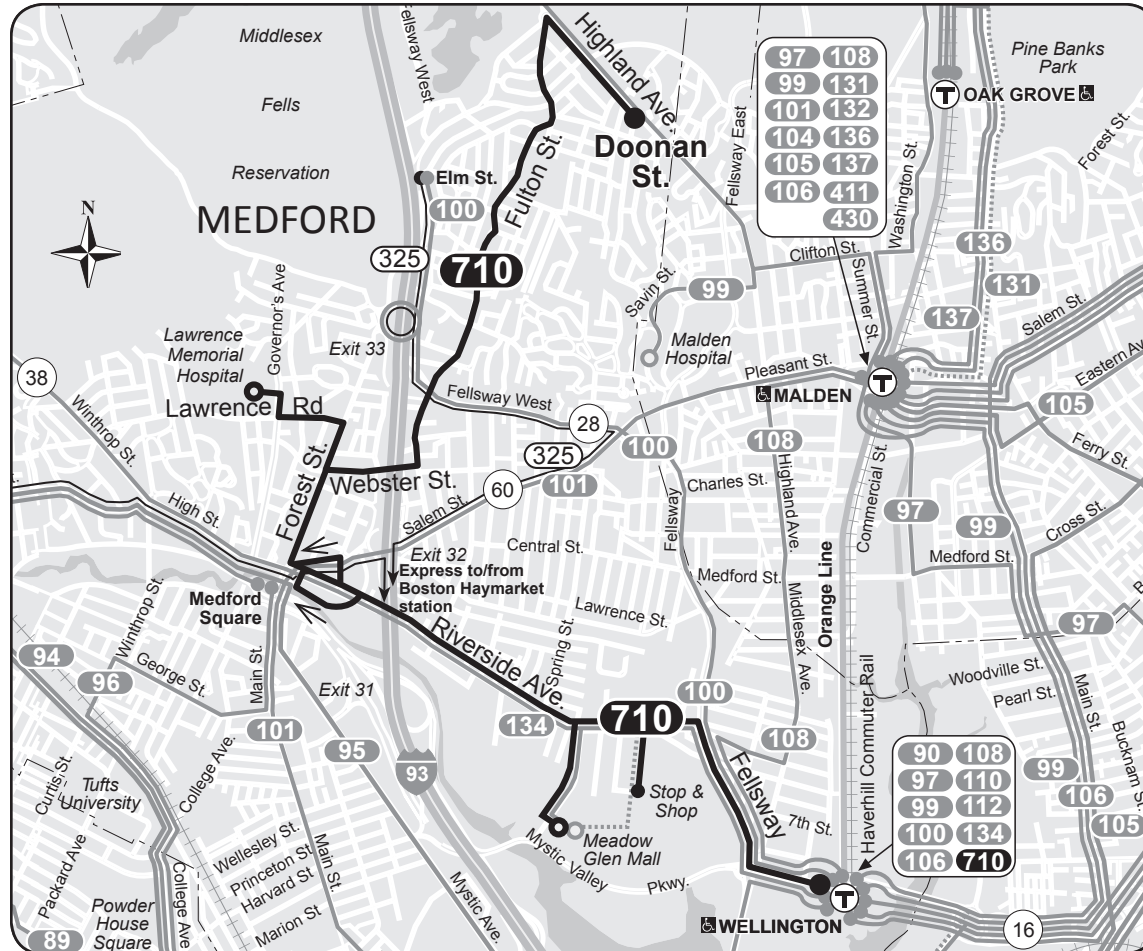 Middlesex
Fells
Reservation
MEDFORD
N
Fellsway West
Highland Ave.
Doonan
St.
Fulton St.
Elm St.
100
325
710
97 108
99 131
101 132
104 136
105 137
106 411
430
T OAK GROVE
Pine Banks
Park
Forest St.
Fellsway East
Washington St.
Clifton St.
Summer St.
136
131
137
Salem St.
Savin St.
99
Malden
Hospital
Governor's Ave
Exit 33
Lawrence
Memorial
Hospital
Lawrence Rd
38
Winthrop St.
Fellsway West
28
Pleasant St.
T
MALDEN
Eastern Ave.
105
Ferry St.
Forest St.
Webster St.
325
101
60
Salem St.
100
108
Charles St.
Highland Ave.
Fellsway
Commercial St.
97
99
Cross St.
High St.
Exit 32
Express to/from
Boston Haymarket
station
Central St.
Medford St.
Medford St.
Medford
Square
Winthrop St.
Lawrence St.
Middlesex Ave.
Orange Line
97
94
96
George St.
Main St.
Exit 31
Riverside Ave.
Spring St.
100
Woodville St.
Pearl St.
Main St.
Bucknam St.
101
95
93
134
710
108
Haverhill Commuter Rail
Fellsway
90 108
97 110
99 112
100 134
106 710
99
106
105
Curtis St.
Tufts
University
College Ave.
Packard Ave
Wellesley St.
Princeton St.
Harvard St.
Marion St
Main St.
Mystic Ave.
Stop &
Shop
7th St.
Meadow
Glen Mall
Mystic Valley
Pkwy.
T
WELLINGTON
16
89
Powder
House
Square
College Ave.